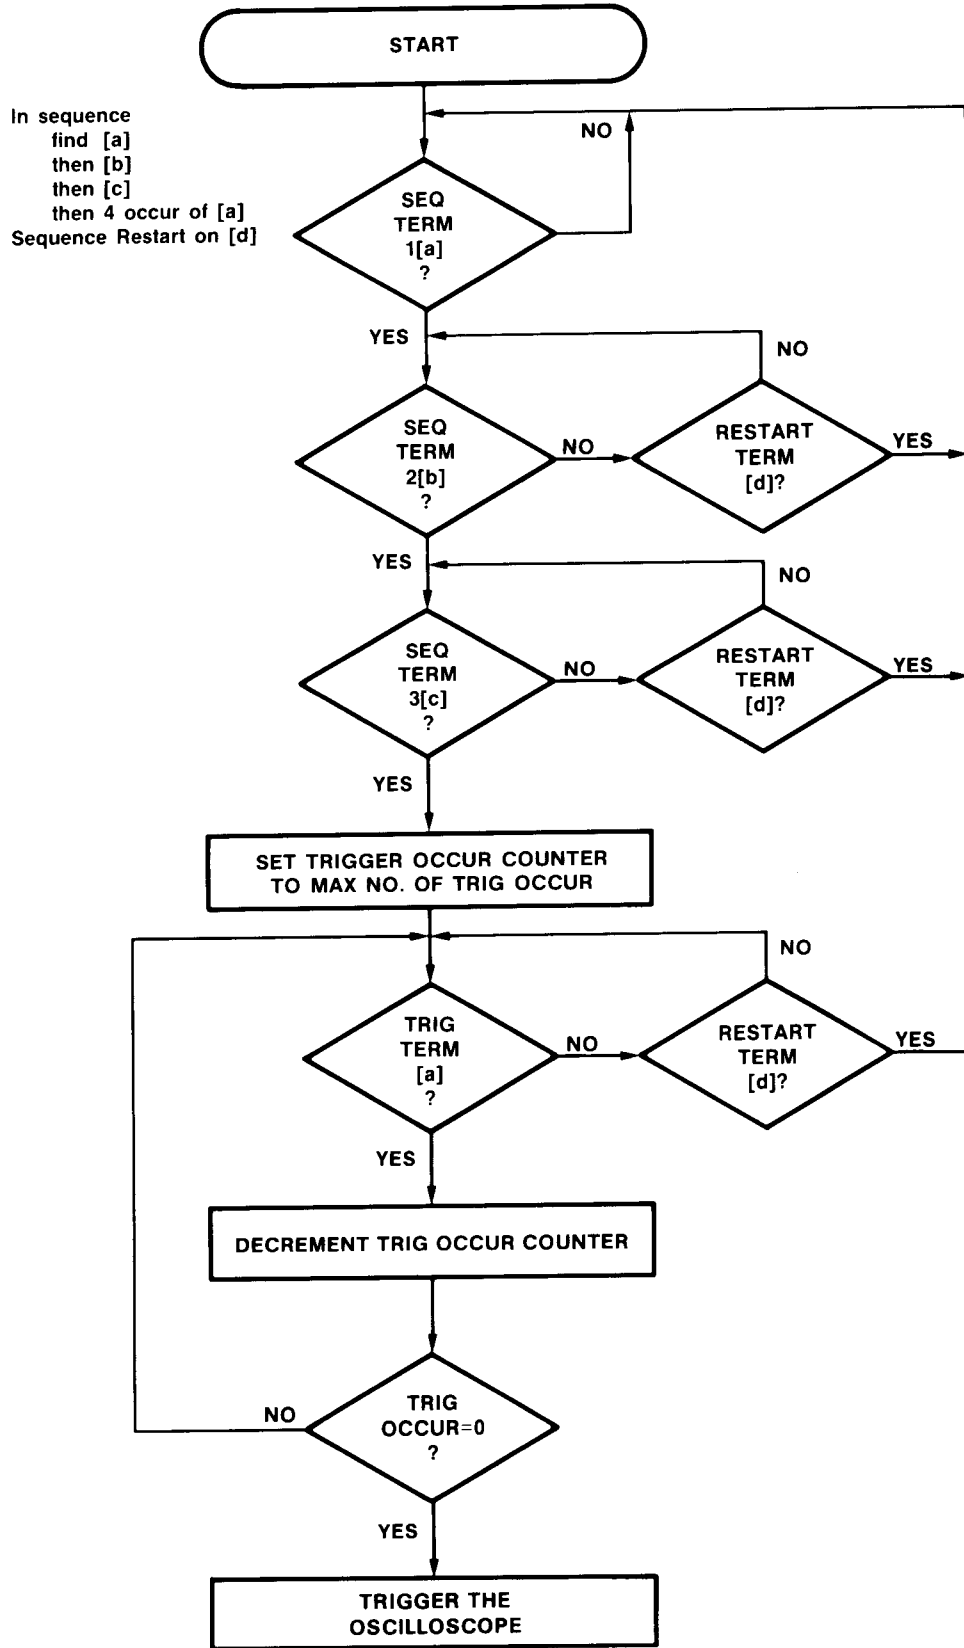 START
In sequence
find [a]
then [b]
then [c]
then 4 occur of [a]
Sequence Restart on [d]
NO
SEQ
TERM
1[a]
?
YES
NO
SEQ
TERM
2[b]
?
NO
RESTART
TERM
[d]?
YES
YES
NO
SEQ
TERM
3[c]
?
NO
RESTART
TERM
[d]?
YES
YES
SET TRIGGER OCCUR COUNTER
TO MAX NO. OF TRIG OCCUR
NO
TRIG
TERM
[a]
?
NO
RESTART
TERM
[d]?
YES
YES
DECREMENT TRIG OCCUR COUNTER
TRIG
OCCUR=0
?
NO
YES
TRIGGER THE
OSCILLOSCOPE